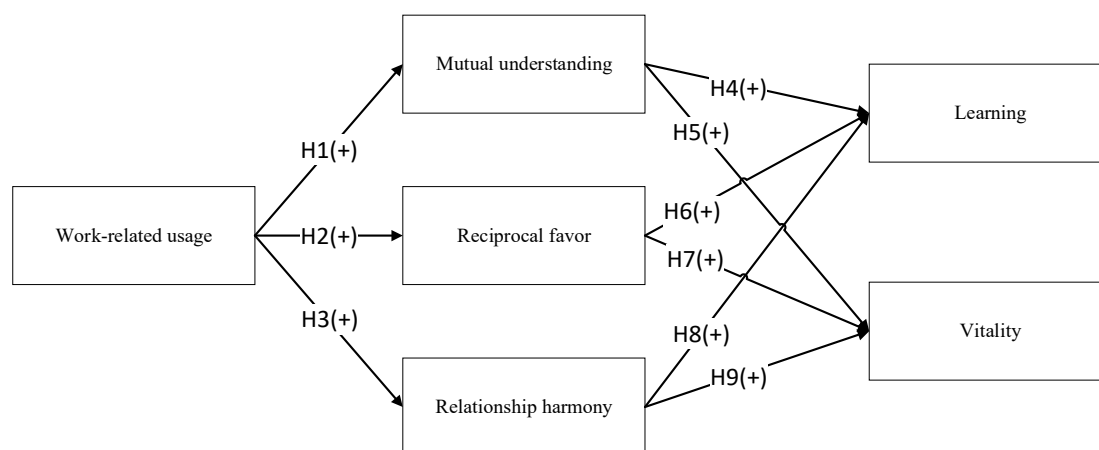 Mutual understanding
H4(+)
Learning
H5(+)
H1(+)
H6(+)
Work-related usage
H2(+)
Reciprocal favor
H7(+)
H3(+)
H8(+)
Vitality
H9(+)
Relationship harmony